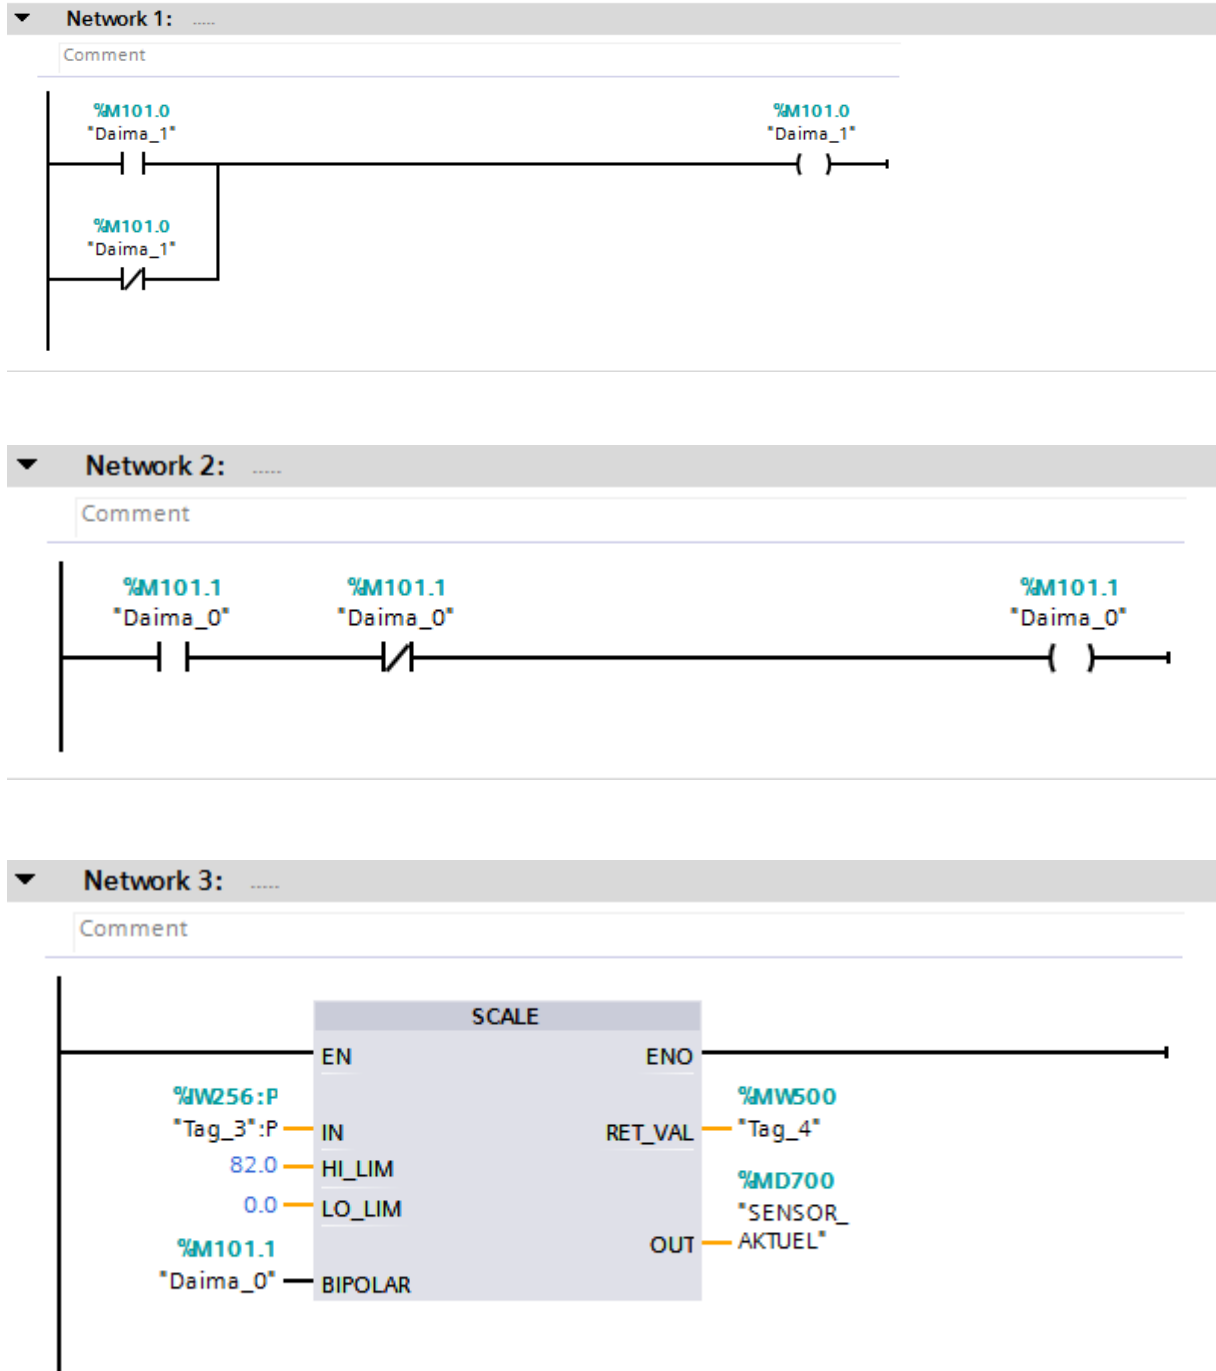 Network 1: .....
Comment
%M101.0 %M101.0
"Daima_1" "Daima_1"
%M101.0
"Daima_1"
Network 2: .....
Comment
%M101.1 %M101.1 %M101.1
"Daima_0" "Daima_0" "Daima_0"
Network 3: .....
Comment
SCALE
EN ENO
%IW256:P %MW500
"Tag_3":P IN RET_VAL "Tag_4"
82.0 HI_LIM %MD700
0.0 LO_LIM "SENSOR_
%M101.1 OUT AKTUEL"
"Daima_0" BIPOLAR